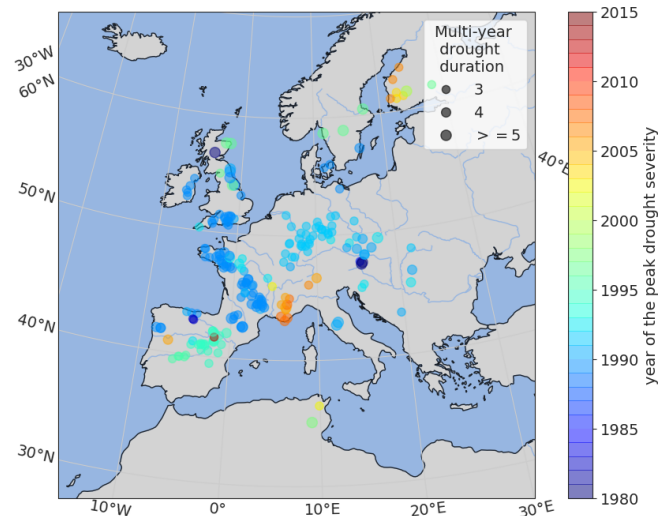 30°W
60°N
50°N
40°N
30°N
10°W
0°
10°E
20°E
30°E
40°E
Multi-year
drought
duration
3
4
>=5
2015
2010
2005
2000
1995
1990
1985
1980
year of the peak drought severity